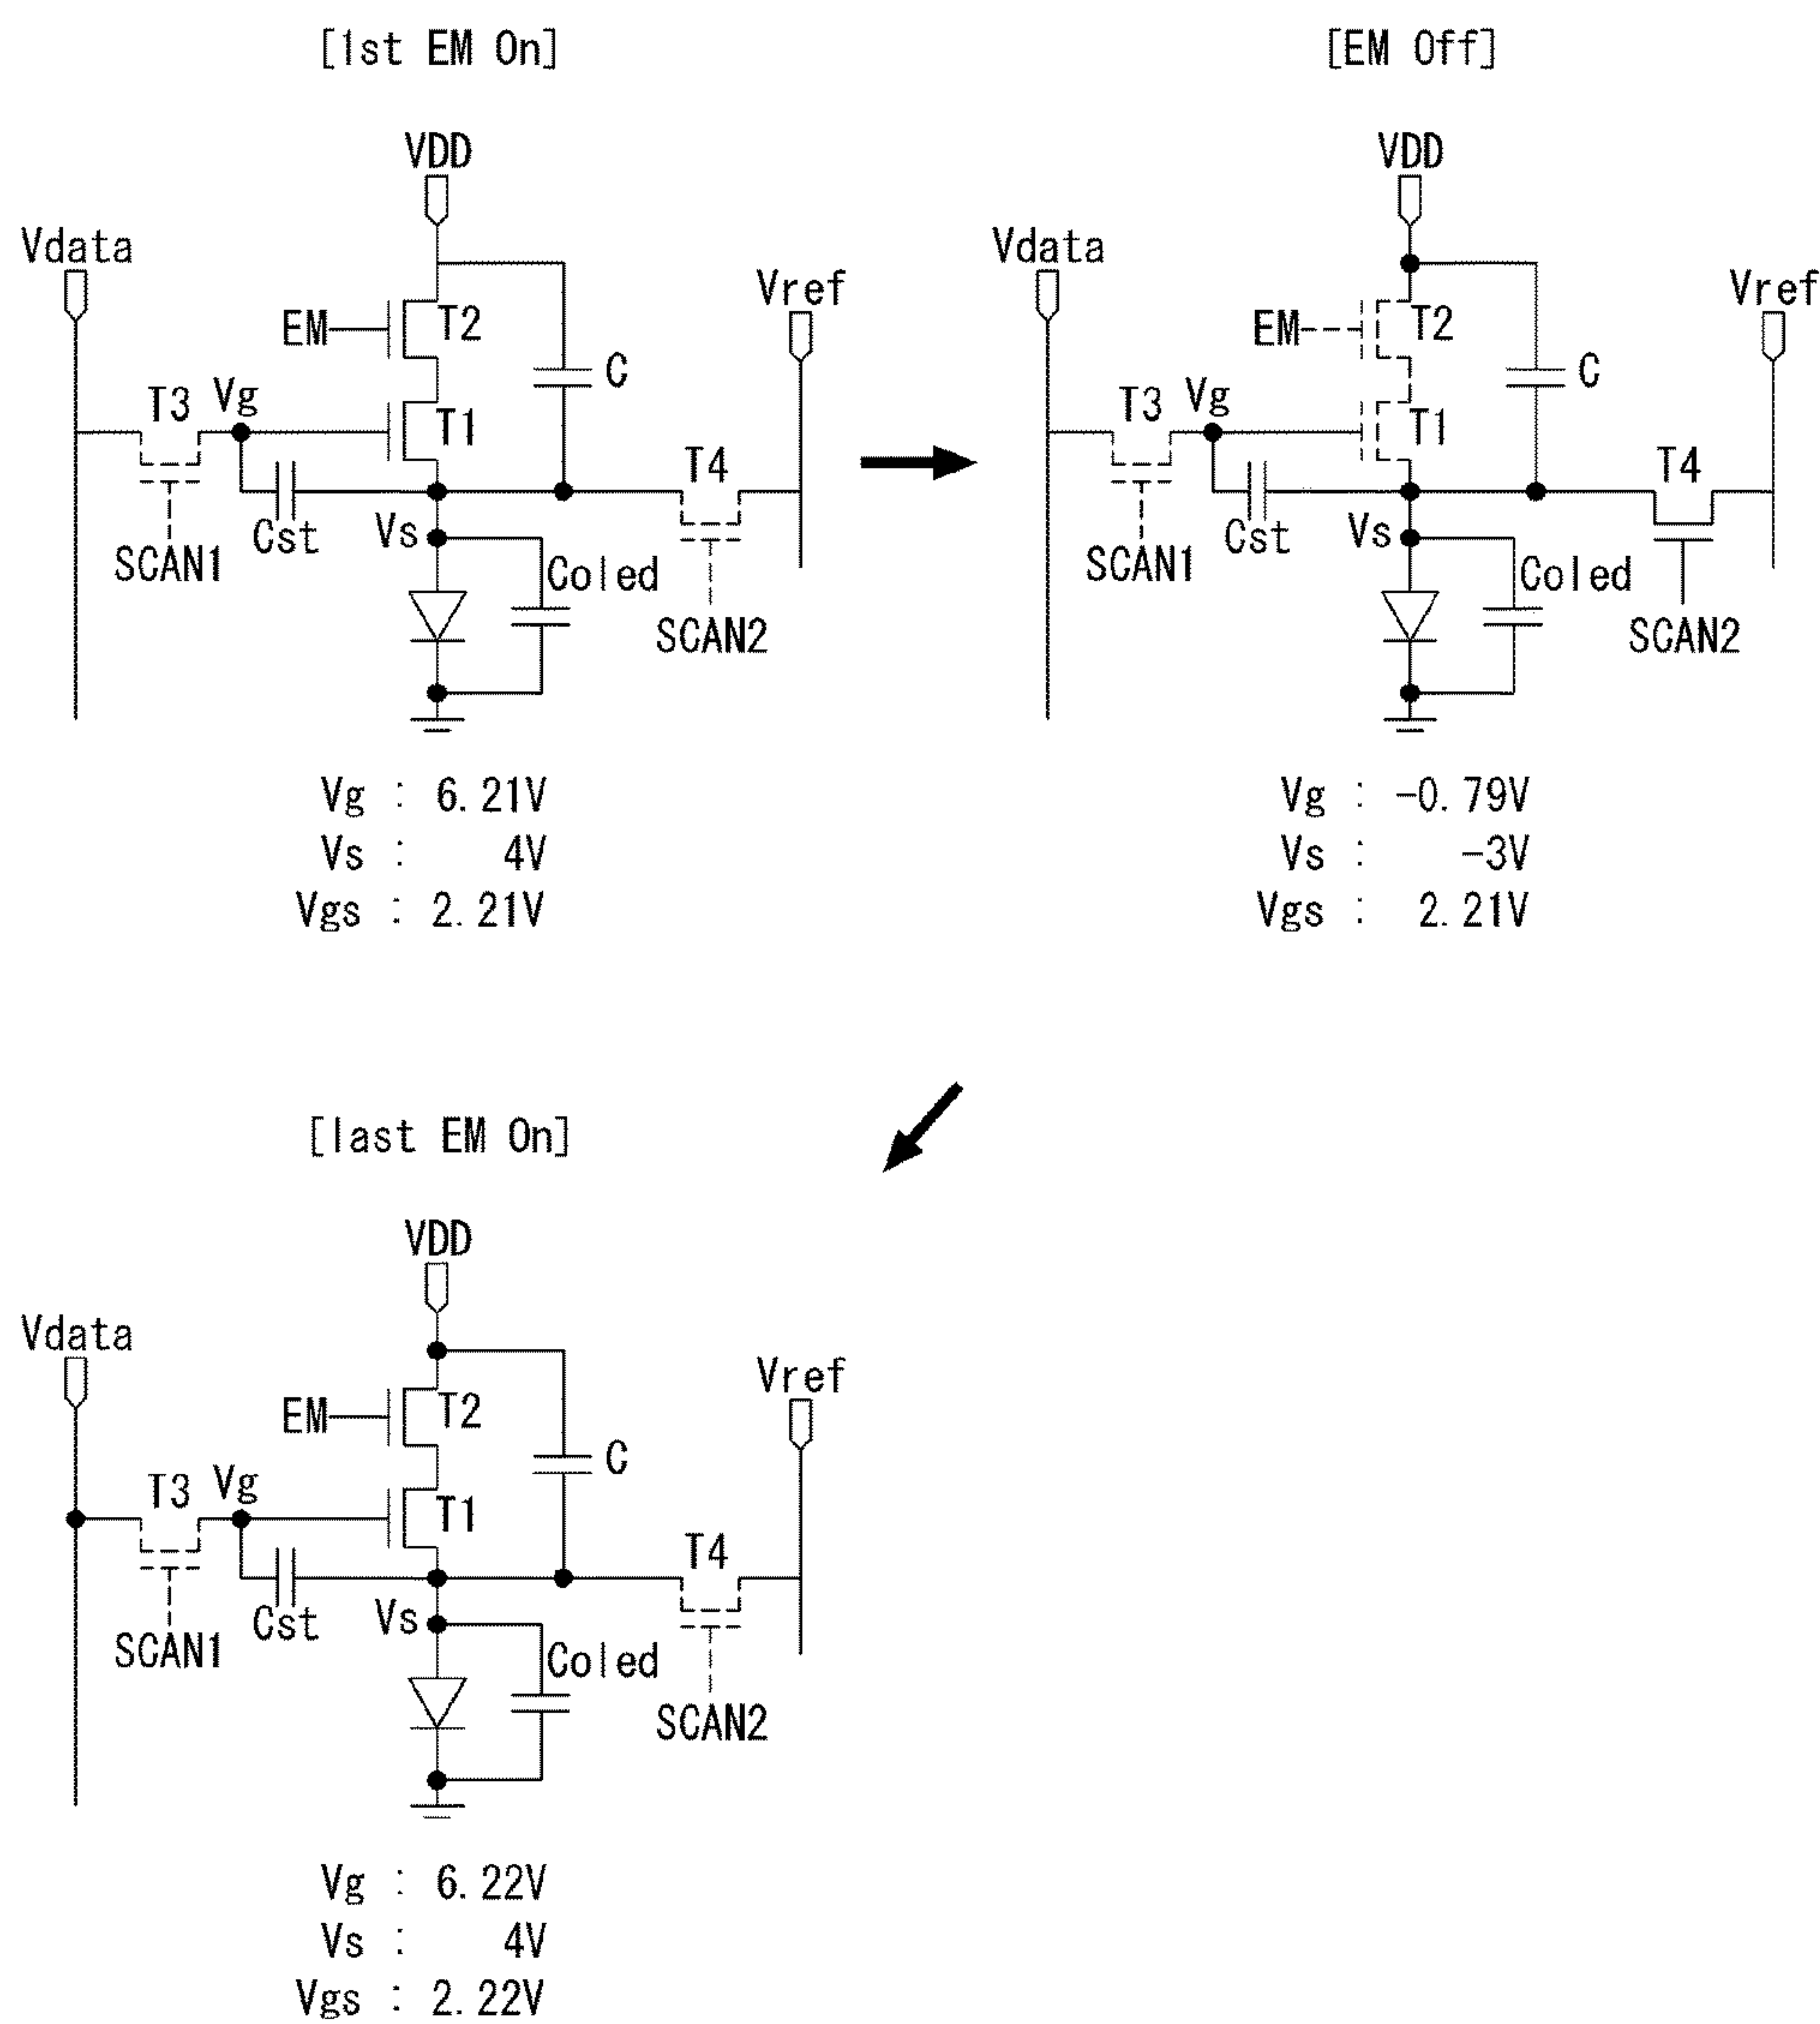 [1st EM On]
VDD
Vdata
Vref
EM
T2
C
T3
Vg
T1
T4
Cst
Vs
SCAN1
Coled
SCAN2
Vg : 6.21V
Vs : 4V
Vgs : 2.21V
[EM Off]
VDD
Vdata
Vref
EM
T2
C
T3
Vg
T1
T4
Cst
Vs
SCAN1
Coled
SCAN2
Vg : -0.79V
Vs : -3V
Vgs : 2.21V
[last EM On]
VDD
Vdata
Vref
EM
T2
C
T3
Vg
T1
T4
Cst
Vs
SCAN1
Coled
SCAN2
Vg : 6.22V
Vs : 4V
Vgs : 2.22V